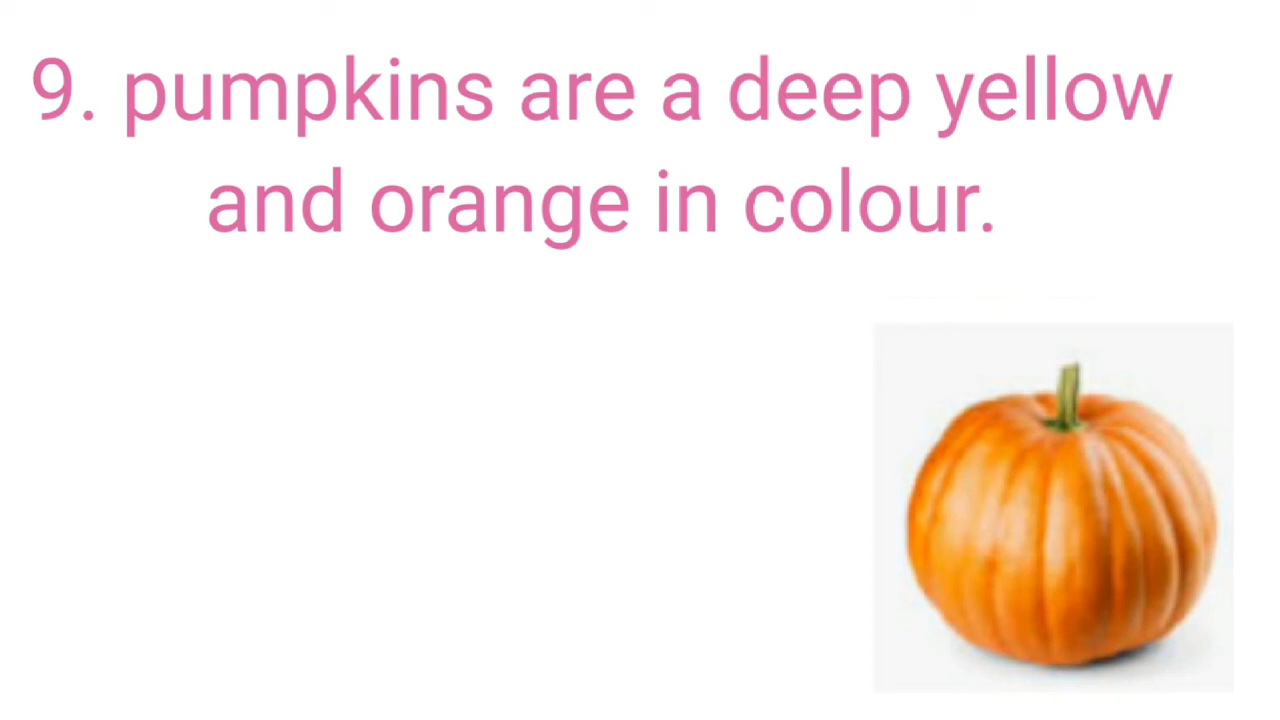 9. pumpkins are a deep yellow
and orange in colour.